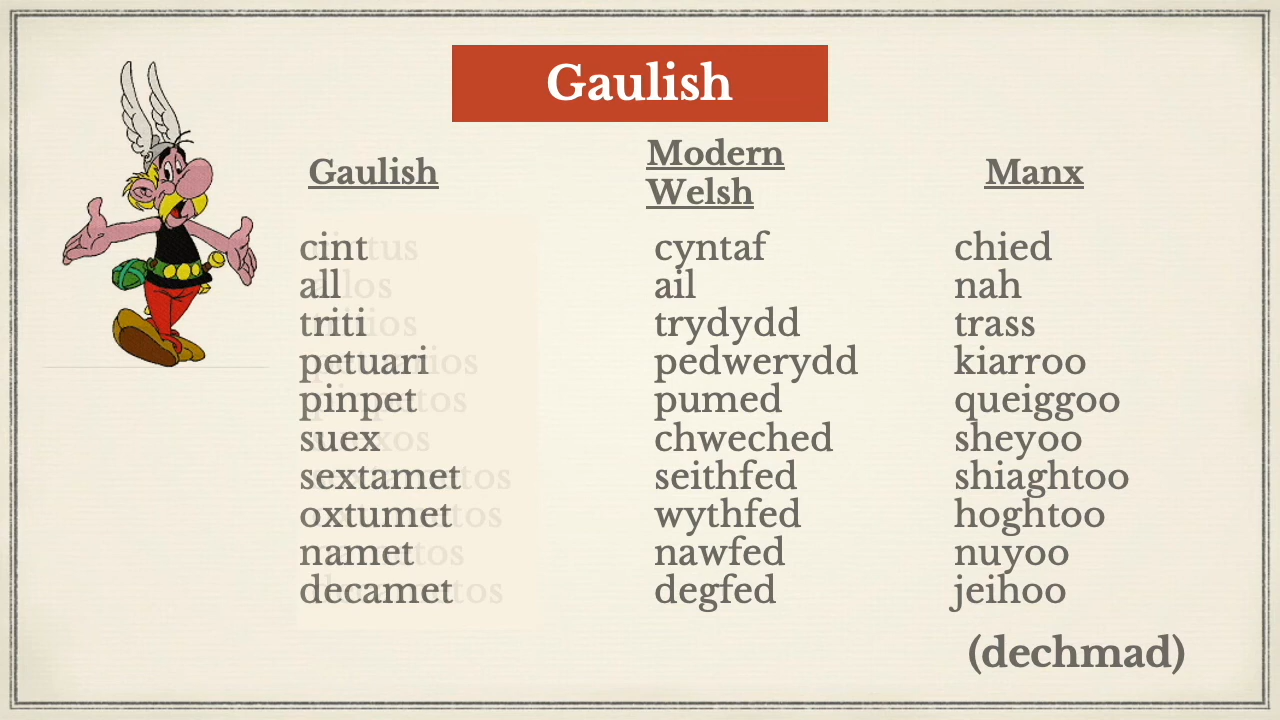 Gaulish
Gaulish Modern Welsh Manx
cint cyntaf chied
all ail nah
triti trydydd trass
petuari pedwerydd kiarroo
pinpet pumed queiggoo
suex chweched sheyoo
sextamet seithfed shiaghtoo
oxtumet wythfed hoghtoo
namet nawfed nuyoo
decamet degfed jeihoo
(dechmad)